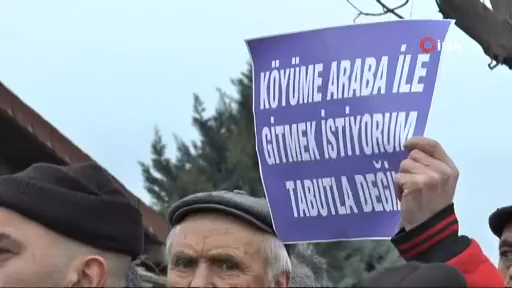 İHA
KÖYÜME ARABA İLE
GİTMEK İSTİYORUM
TABUTLA DEĞİL